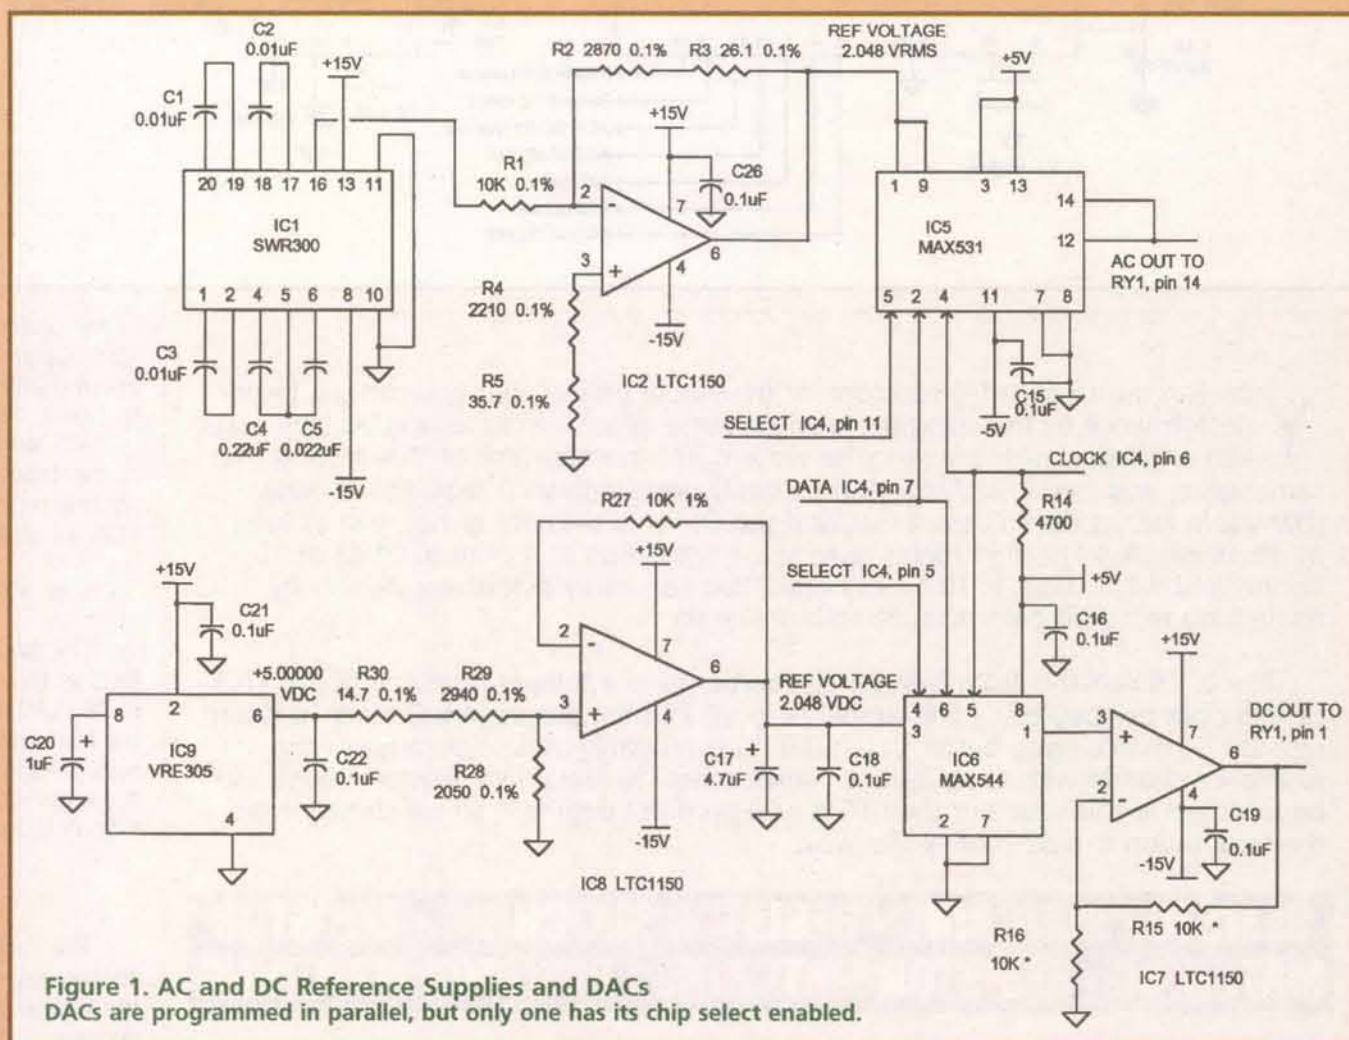 C2
0.01uF
+15V
C1
0.01uF
20 19 18 17 16 13 11
IC1
SWR300
1 2 4 5 6 8 10
C3
0.01uF
C4
0.22uF
C5
0.022uF
-15V
R2 2870 0.1%
R3 26.1 0.1%
R1
10K 0.1%
+15V
C26
0.1uF
2 -
7
6
3 +
4
R4
2210 0.1%
-15V
R5
35.7 0.1%
IC2 LTC1150
REF VOLTAGE
2.048 VRMS
+5V
1 9 3 13
14
IC5
MAX531
12
AC OUT TO
RY1, pin 14
5 2 4 11 7 8
C15
0.1uF
-5V
SELECT IC4, pin 11
CLOCK IC4, pin 6
DATA IC4, pin 7
R14
4700
SELECT IC4, pin 5
+5V
C16
0.1uF
R27 10K 1%
+15V
2 -
7
6
3 +
4
-15V
IC8 LTC1150
+15V
C21
0.1uF
+5.00000
VDC
R30
14.7 0.1%
R29
2940 0.1%
8 2 6
IC9
VRE305
4
C20
1uF
+
C22
0.1uF
R28
2050 0.1%
REF VOLTAGE
2.048 VDC
+
C17
4.7uF
C18
0.1uF
4 6 5 8
3 1
IC6
MAX544
2 7
+15V
3 +
7
6
2 -
4
DC OUT TO
RY1, pin 1
C19
0.1uF
-15V
R15 10K *
R16
10K *
IC7 LTC1150
Figure 1. AC and DC Reference Supplies and DACs
DACs are programmed in parallel, but only one has its chip select enabled.